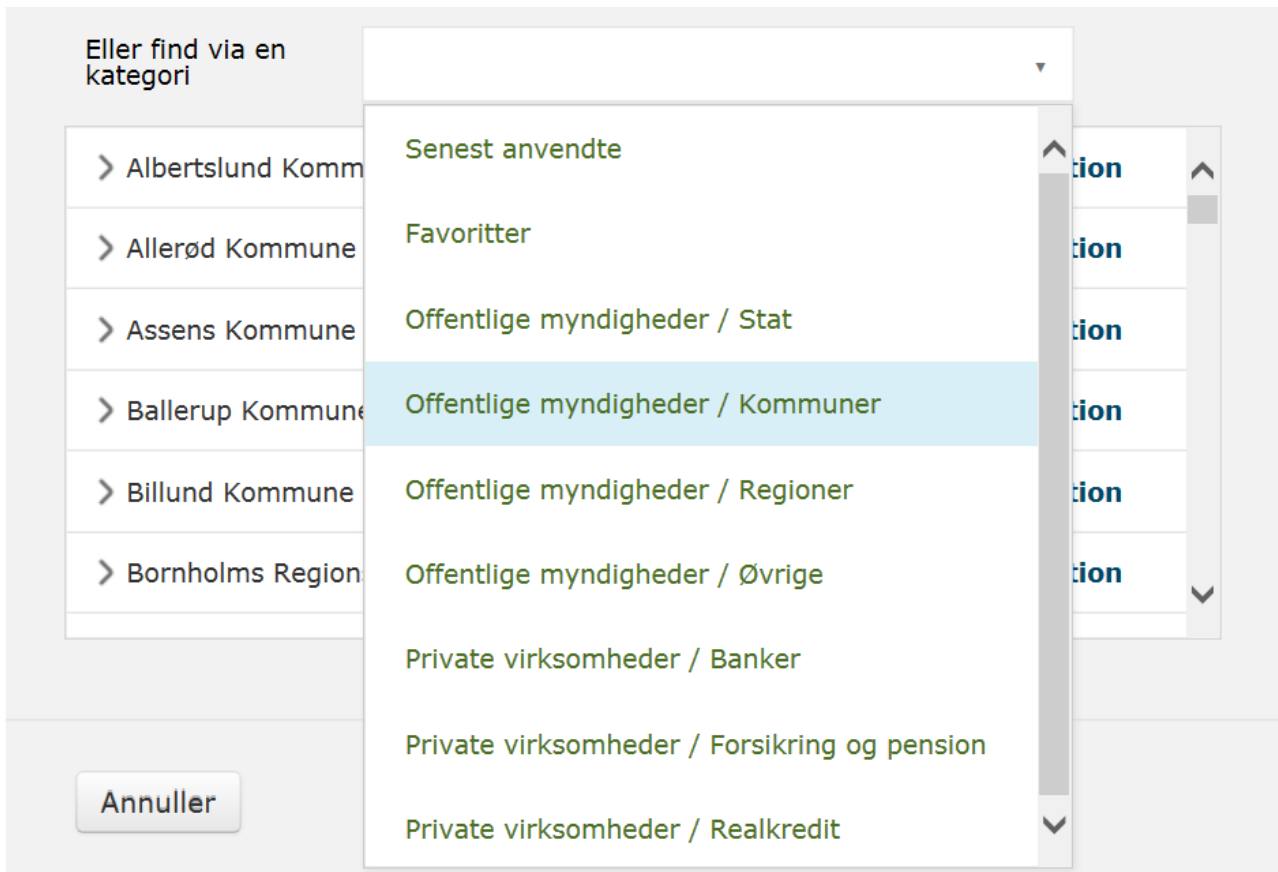 Eller find via en
kategori
Senest anvendte
Favoritter
Offentlige myndigheder / Stat
Offentlige myndigheder / Kommuner
Offentlige myndigheder / Regioner
Offentlige myndigheder / Øvrige
Private virksomheder / Banker
Private virksomheder / Forsikring og pension
Private virksomheder / Realkredit
Albertslund Komm
tion
Allerød Kommune
tion
Assens Kommune
tion
Ballerup Kommune
tion
Billund Kommune
tion
Bornholms Region
tion
Annuller